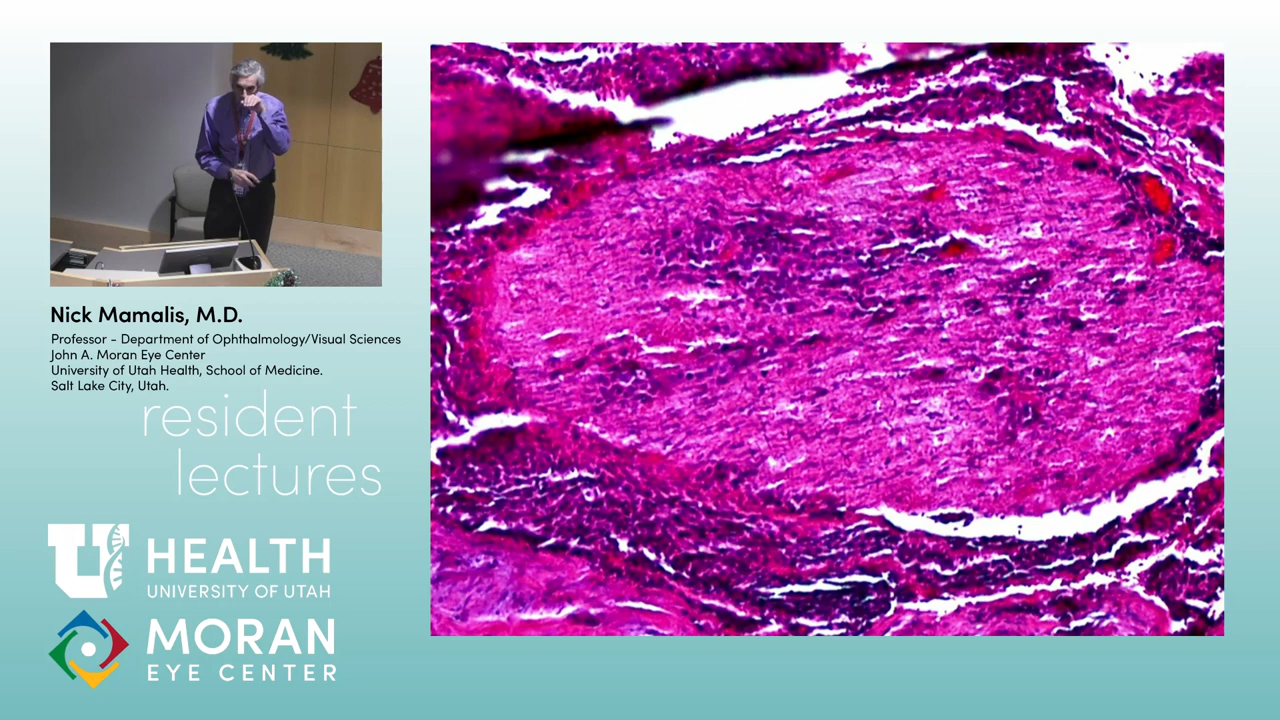 Nick Mamalis, M.D.
Professor - Department of Ophthalmology/Visual Sciences
John A. Moran Eye Center
University of Utah Health, School of Medicine.
Salt Lake City, Utah.
resident
lectures
U HEALTH
UNIVERSITY OF UTAH
MORAN
EYE CENTER